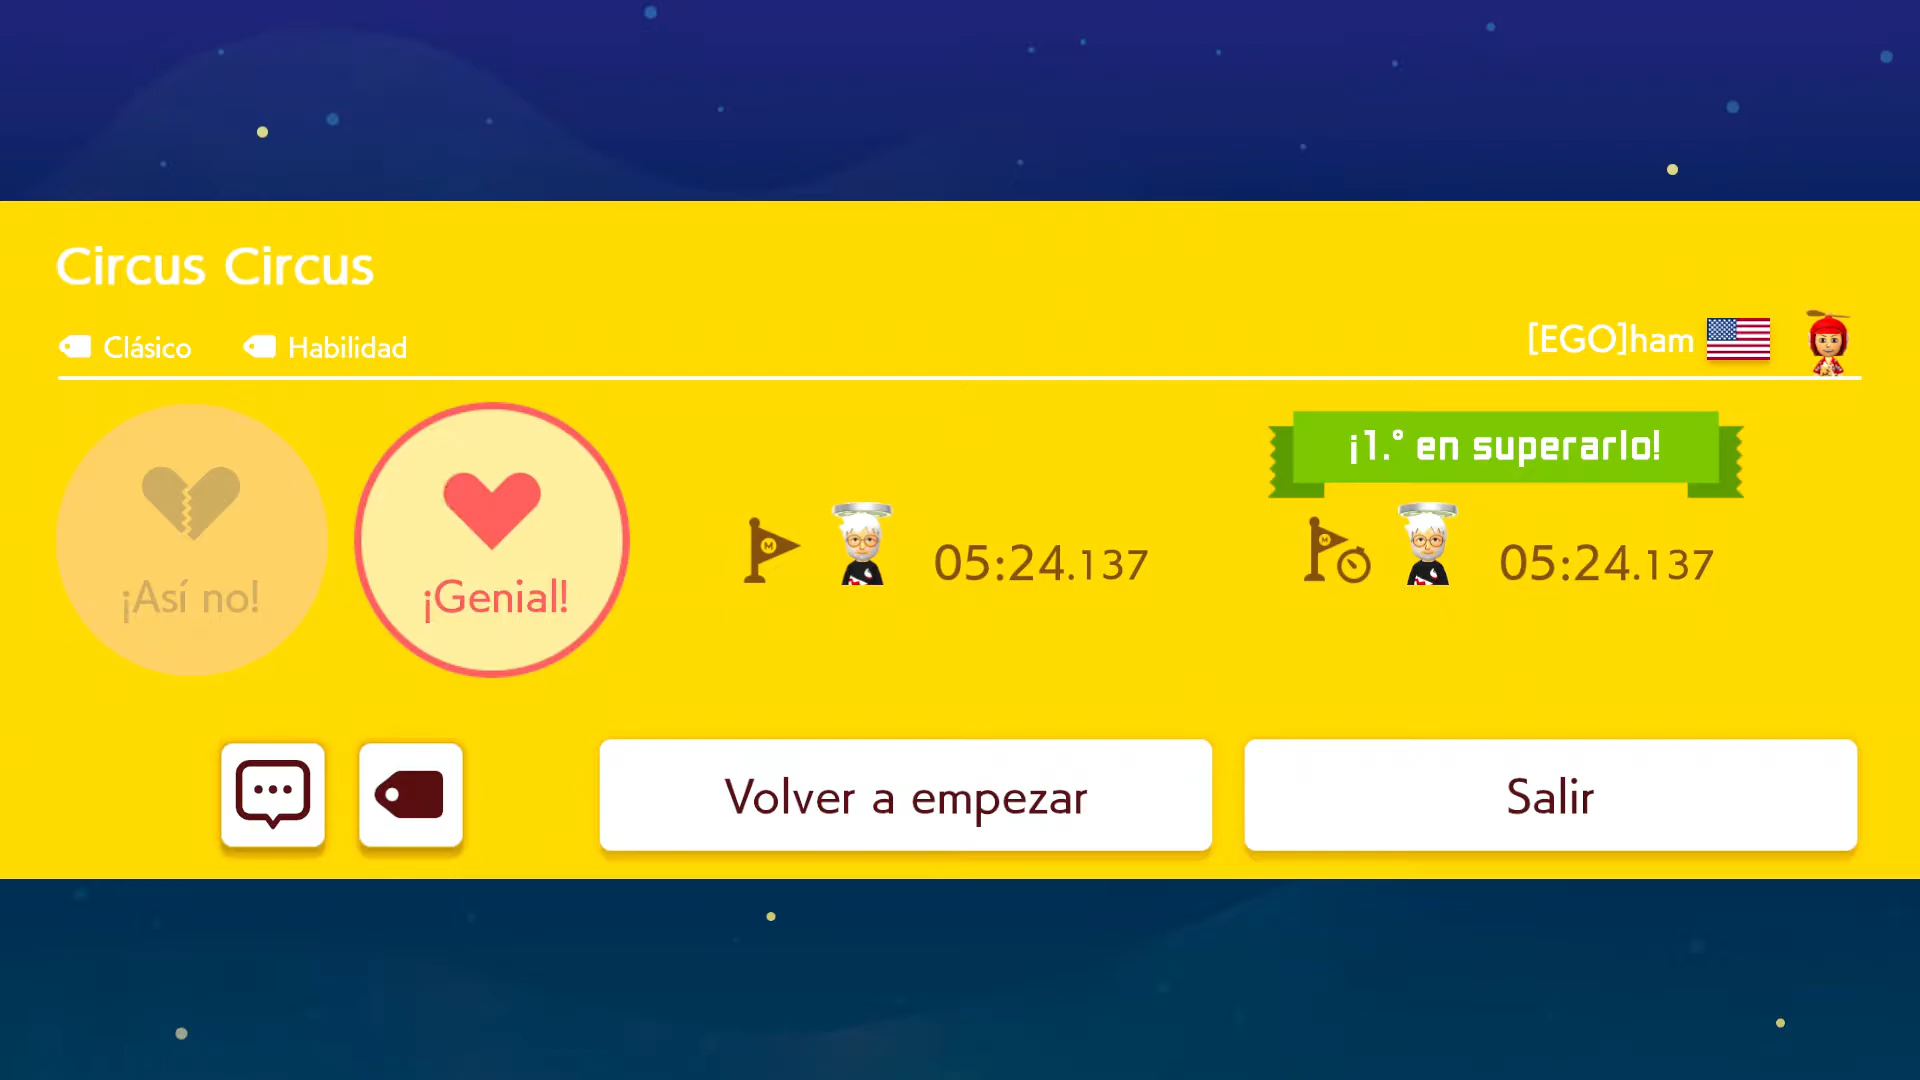 Circus Circus
Clásico Habilidad
[EGO]ham
¡1.° en superarlo!
¡Así no!
¡Genial!
M 05:24.137
M 05:24.137
Volver a empezar
Salir